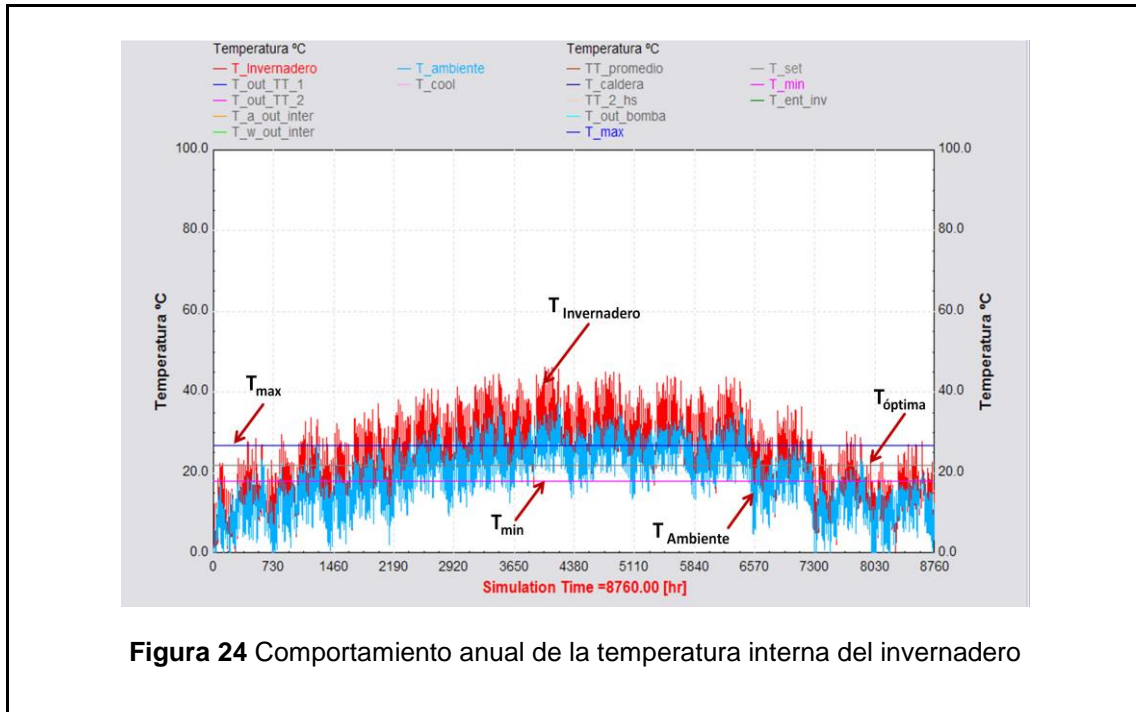 Temperatura ºC Temperatura ºC
T_Invernadero T_ambiente TT_promedio T_set
T_out_TT_1 T_cool T_caldera T_min
T_out_TT_2 TT_2_hs T_ent_inv
T_a_out_inter T_out_bomba
T_w_out_inter T_max
100.0 100.0
80.0 80.0
60.0 60.0
40.0 40.0
20.0 20.0
0.0 0.0
Temperatura ºC
Temperatura ºC
T Invernadero
Tmax
Tóptima
Tmin
T Ambiente
0 730 1460 2190 2920 3650 4380 5110 5840 6570 7300 8030 8760
Simulation Time =8760.00 [hr]
Figura 24 Comportamiento anual de la temperatura interna del invernadero